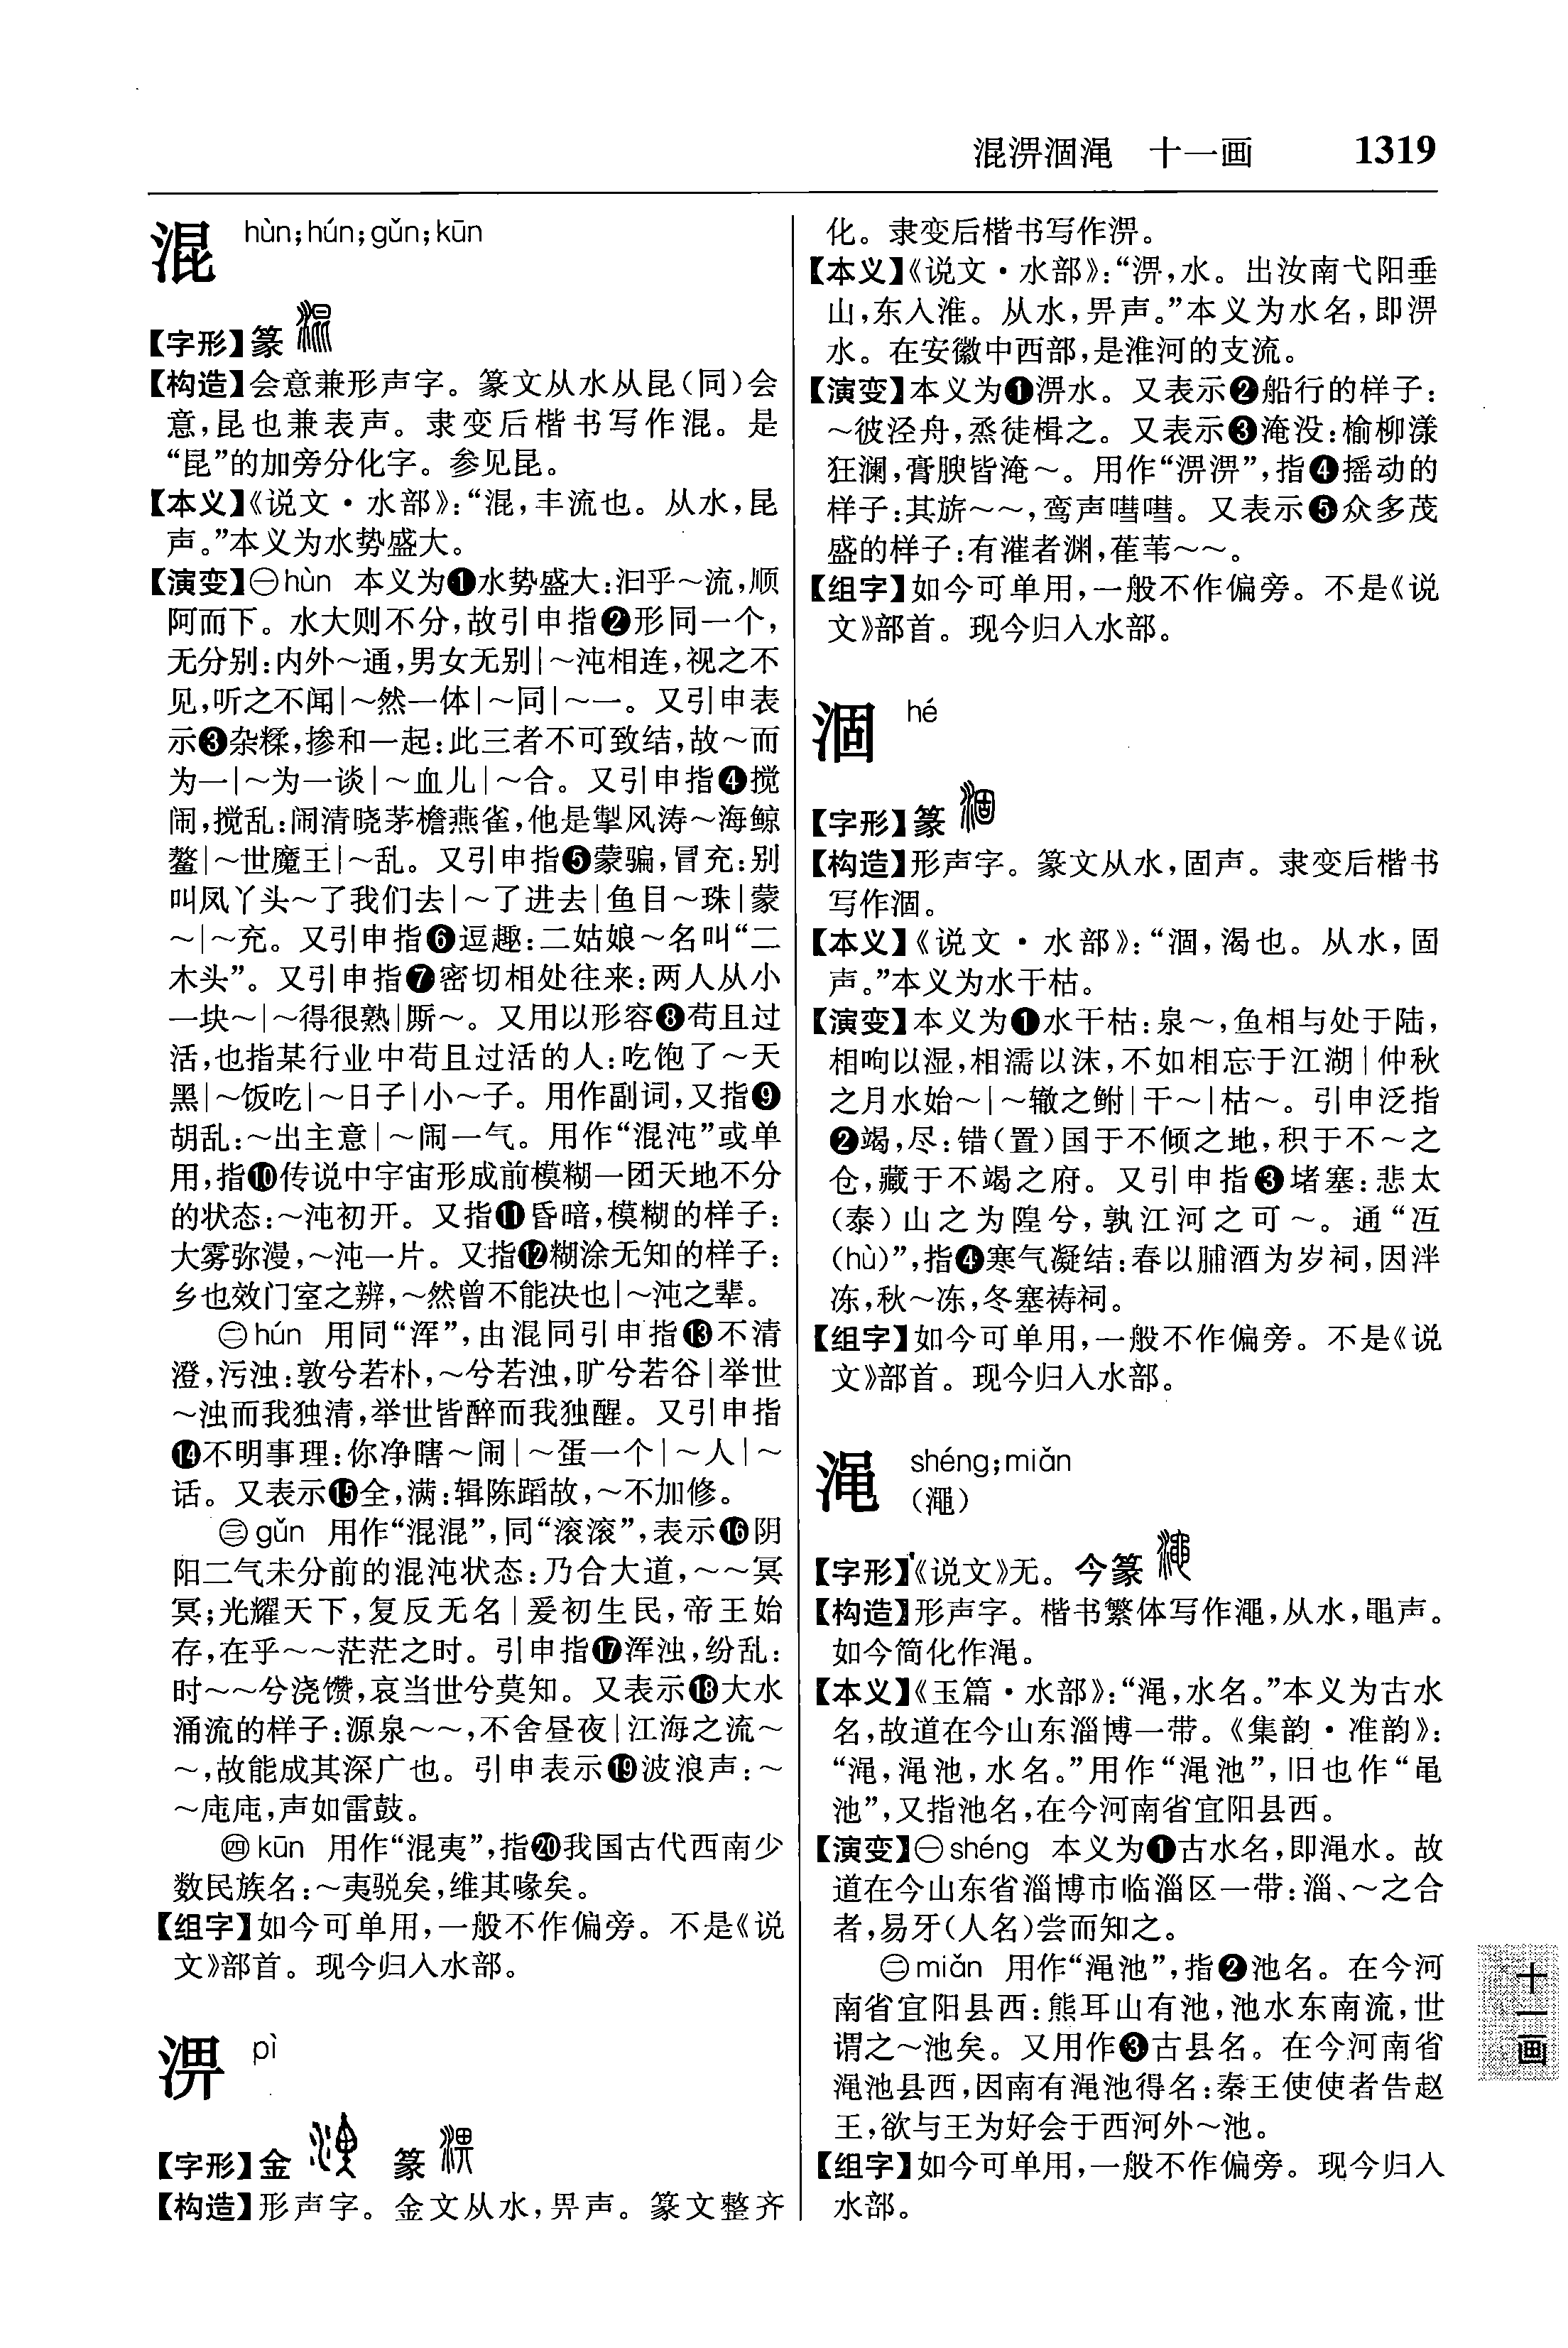 混淠涸渑 十一画 1319
混 hùn;hún;gǔn;kūn
【字形】篆
【构造】会意兼形声字。篆文从水从昆(同)会
意,昆也兼表声。隶变后楷书写作混。是
“昆”的加旁分化字。参见昆。
【本义】《说文·水部》:“混,丰流也。从水,昆
声。”本义为水势盛大。
【演变】㊀hùn 本义为❶水势盛大:汩乎~流,顺
阿而下。水大则不分,故引申指❷形同一个,
无分别:内外~通,男女无别|~沌相连,视之不
见,听之不闻|~然一体|~同|~一。又引申表
示❸杂糅,掺和一起:此三者不可致结,故~而
为一|~为一谈|~血儿|~合。又引申指❹搅
闹,搅乱:闹清晓茅檐燕雀,他是掣风涛~海鲸
鳌|~世魔王|~乱。又引申指❺蒙骗,冒充:别
叫凤丫头~了我们去|~了进去|鱼目~珠|蒙
~|~充。又引申指❻逗趣:二姑娘~名叫“二
木头”。又引申指❼密切相处往来:两人从小
一块~|~得很熟|厮~。又用以形容❽苟且过
活,也指某行业中苟且过活的人:吃饱了~天
黑|~饭吃|~日子|小~子。用作副词,又指❾
胡乱:~出主意|~闹一气。用作“混沌”或单
用,指❿传说中宇宙形成前模糊一团天地不分
的状态:~沌初开。又指⓫昏暗,模糊的样子:
大雾弥漫,~沌一片。又指⓬糊涂无知的样子:
乡也效门室之辨,~然曾不能决也|~沌之辈。
㊁hún 用同“浑”,由混同引申指⓭不清
澄,污浊:敦兮若朴,~兮若浊,旷兮若谷|举世
~浊而我独清,举世皆醉而我独醒。又引申指
⓮不明事理:你净瞎~闹|~蛋一个|~人|~
话。又表示⓯全,满:辑陈蹈故,~不加修。
㊂gǔn 用作“混混”,同“滚滚”,表示⓰阴
阳二气未分前的混沌状态:乃合大道,~~冥
冥;光耀天下,复反无名|爰初生民,帝王始
存,在乎~~茫茫之时。引申指⓱浑浊,纷乱:
时~~兮浇馈,哀当世兮莫知。又表示⓲大水
涌流的样子:源泉~~,不舍昼夜|江海之流~
~,故能成其深广也。引申表示⓳波浪声:~
~庉庉,声如雷鼓。
㊃kūn 用作“混夷”,指⓴我国古代西南少
数民族名:~夷驳矣,维其喙矣。
【组字】如今可单用,一般不作偏旁。不是《说
文》部首。现今归入水部。
淠 pì
【字形】金 篆
【构造】形声字。金文从水,畀声。篆文整齐
化。隶变后楷书写作淠。
【本义】《说文·水部》:“淠,水。出汝南弋阳垂
山,东入淮。从水,畀声。”本义为水名,即淠
水。在安徽中西部,是淮河的支流。
【演变】本义为❶淠水。又表示❷船行的样子:
~彼泾舟,烝徒楫之。又表示❸淹没:榆柳漾
狂澜,膏腴皆淹~。用作“淠淠”,指❹摇动的
样子:其旂~~,鸾声嘒嘒。又表示❺众多茂
盛的样子:有漼者渊,萑苇~~。
【组字】如今可单用,一般不作偏旁。不是《说
文》部首。现今归入水部。
涸 hé
【字形】篆
【构造】形声字。篆文从水,固声。隶变后楷书
写作涸。
【本义】《说文·水部》:“涸,渴也。从水,固
声。”本义为水干枯。
【演变】本义为❶水干枯:泉~,鱼相与处于陆,
相呴以湿,相濡以沫,不如相忘于江湖|仲秋
之月水始~|~辙之鲋|干~|枯~。引申泛指
❷竭,尽:错(置)国于不倾之地,积于不~之
仓,藏于不竭之府。又引申指❸堵塞:悲太
(泰)山之为隍兮,孰江河之可~。通“冱
(hù)”,指❹寒气凝结:春以脯酒为岁祠,因泮
冻,秋~冻,冬塞祷祠。
【组字】如今可单用,一般不作偏旁。不是《说
文》部首。现今归入水部。
渑 shéng;miǎn
(澠)
【字形】《说文》无。今篆
【构造】形声字。楷书繁体写作澠,从水,黽声。
如今简化作渑。
【本义】《玉篇·水部》:“渑,水名。”本义为古水
名,故道在今山东淄博一带。《集韵·准韵》:
“渑,渑池,水名。”用作“渑池”,旧也作“黾
池”,又指池名,在今河南省宜阳县西。
【演变】㊀shéng 本义为❶古水名,即渑水。故
道在今山东省淄博市临淄区一带:淄、~之合
者,易牙(人名)尝而知之。
㊁miǎn 用作“渑池”,指❷池名。在今河
南省宜阳县西:熊耳山有池,池水东南流,世
谓之~池矣。又用作❸古县名。在今河南省
渑池县西,因南有渑池得名:秦王使使者告赵
王,欲与王为好会于西河外~池。
【组字】如今可单用,一般不作偏旁。现今归入
水部。
十一画